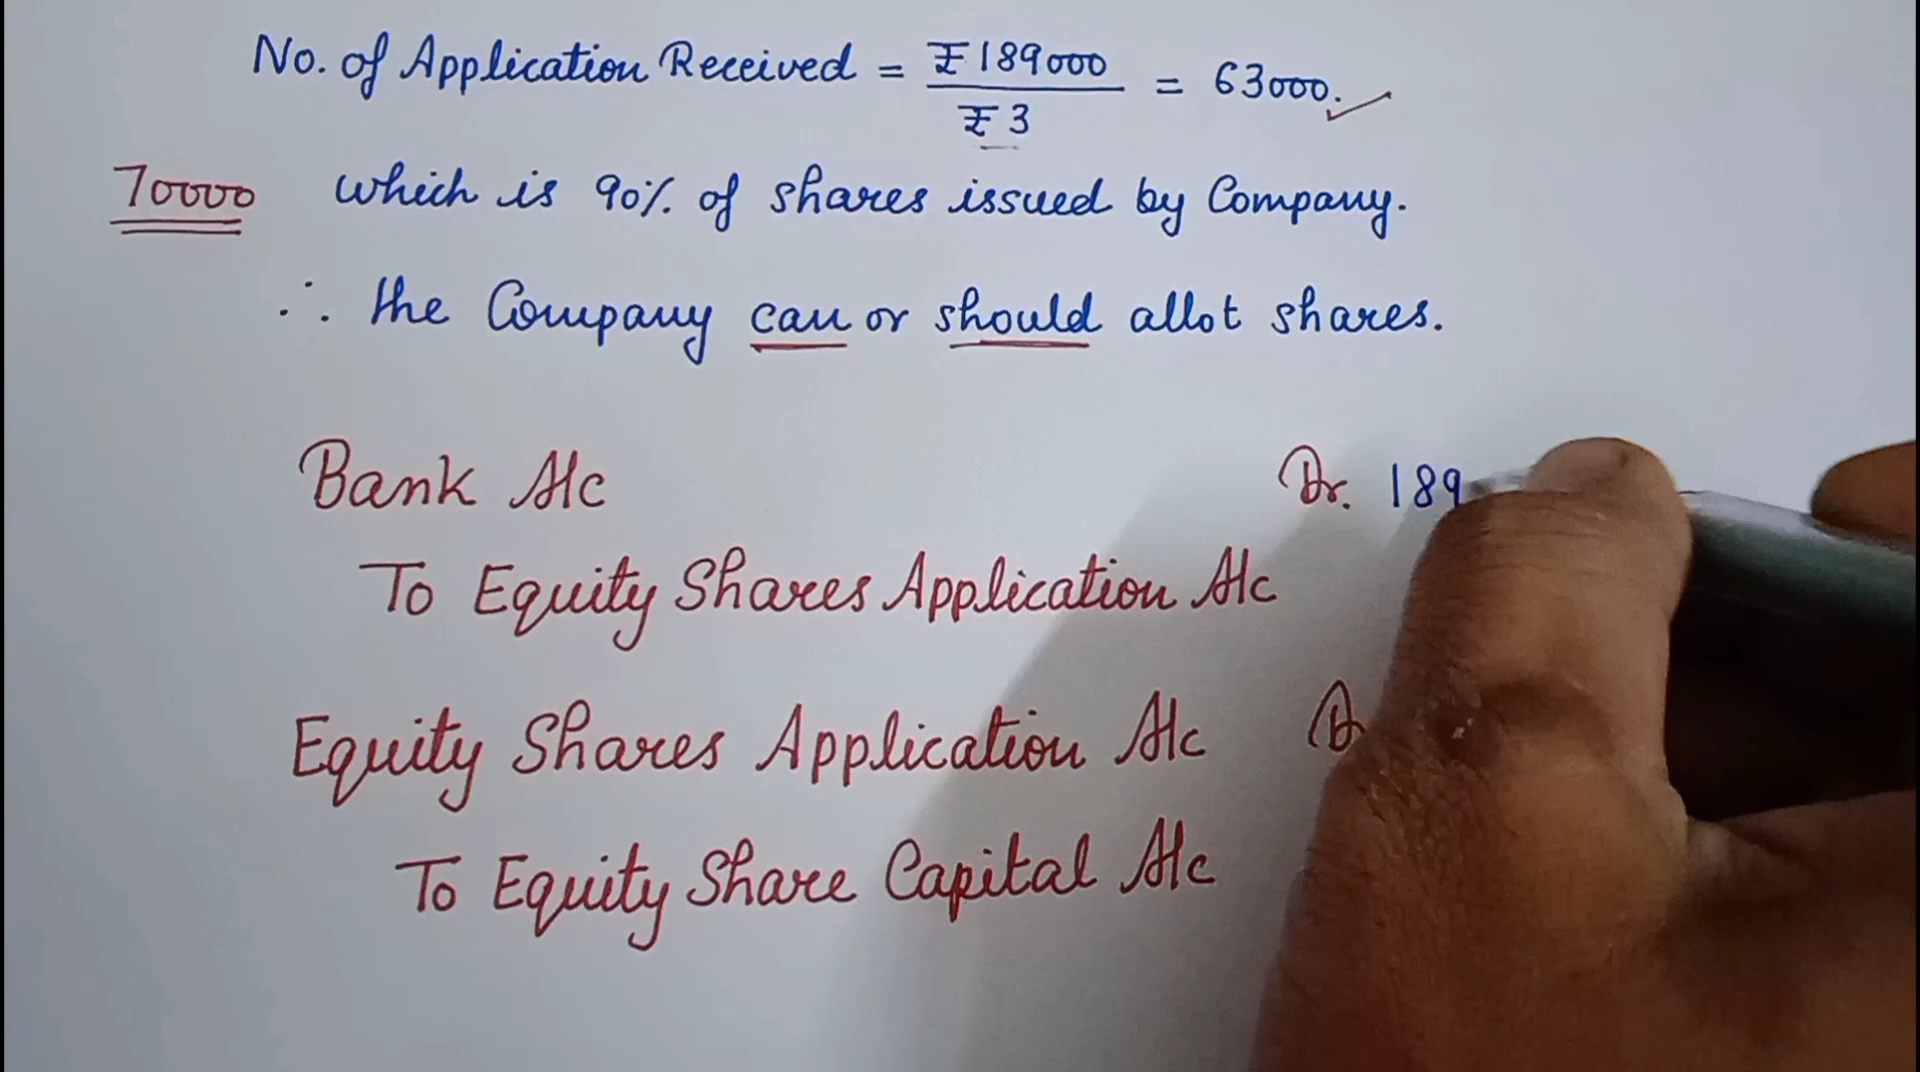 No. of Application Received = ₹189000 / ₹3 = 63000.
70000 which is 90% of shares issued by Company.
∴ the Company can or should allot shares.
Bank A/c Dr. 189
To Equity Shares Application A/c
Equity Shares Application A/c
To Equity Share Capital A/c